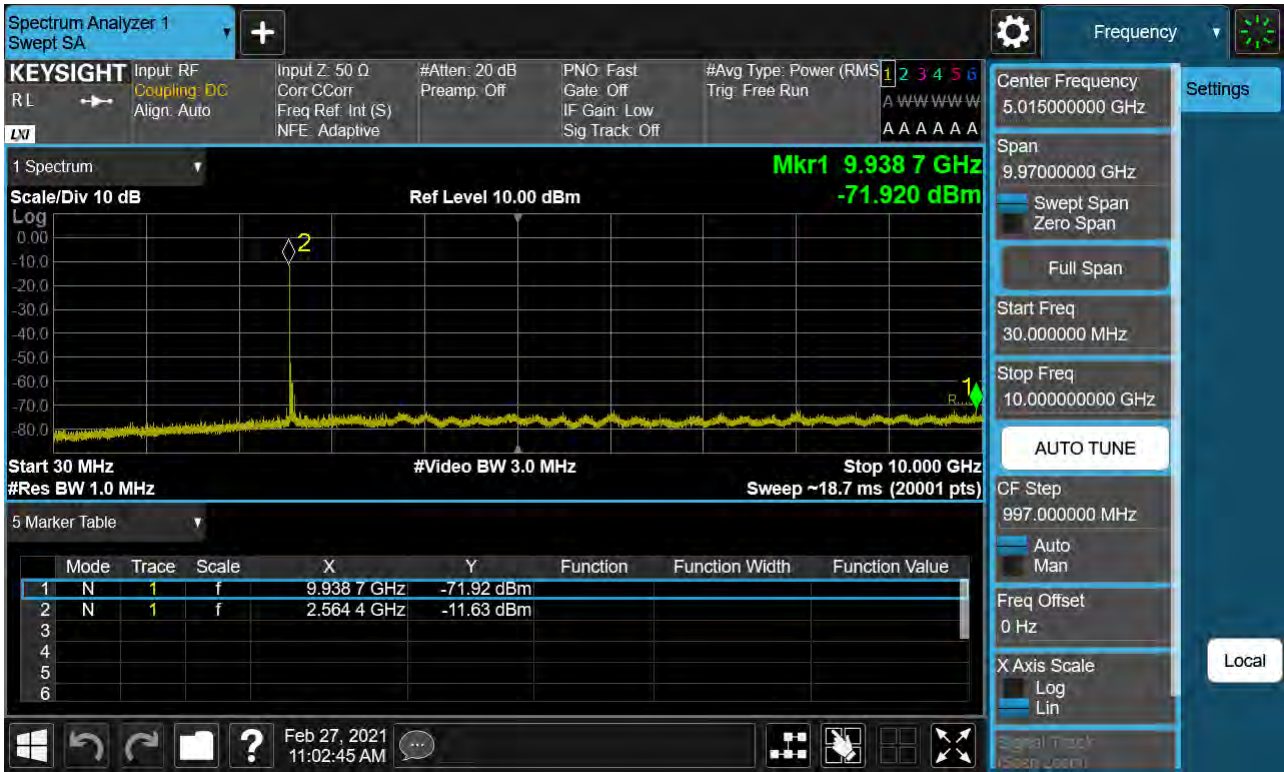 Spectrum Analyzer 1
Swept SA
+
Frequency
KEYSIGHT
RL
LXI
Input: RF
Coupling: DC
Align: Auto
Input Z: 50 Ω
Corr CCorr
Freq Ref: Int (S)
NFE: Adaptive
#Atten: 20 dB
Preamp: Off
PNO: Fast
Gate: Off
IF Gain: Low
Sig Track: Off
#Avg Type: Power (RMS
Trig: Free Run
1 2 3 4 5 6
A W W W W W
A A A A A A
1 Spectrum
Scale/Div 10 dB
Ref Level 10.00 dBm
Mkr1 9.938 7 GHz
-71.920 dBm
Log
0.00
-10.0
-20.0
-30.0
-40.0
-50.0
-60.0
-70.0
-80.0
2
1
R...
Start 30 MHz
#Video BW 3.0 MHz
Stop 10.000 GHz
#Res BW 1.0 MHz
Sweep ~18.7 ms (20001 pts)
5 Marker Table
Mode Trace Scale X Y Function Function Width Function Value
1 N 1 f 9.938 7 GHz -71.92 dBm
2 N 1 f 2.564 4 GHz -11.63 dBm
3
4
5
6
Feb 27, 2021
11:02:45 AM
?
Center Frequency
5.015000000 GHz
Settings
Span
9.97000000 GHz
Swept Span
Zero Span
Full Span
Start Freq
30.000000 MHz
Stop Freq
10.000000000 GHz
AUTO TUNE
CF Step
997.000000 MHz
Auto
Man
Freq Offset
0 Hz
X Axis Scale
Log
Lin
Local
Signal Track
(Span Zoom)